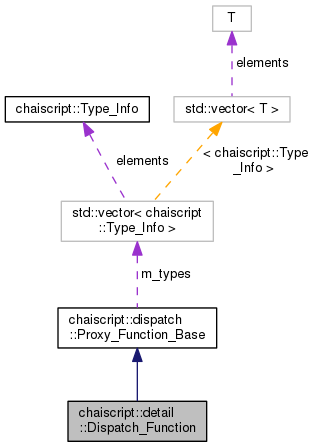 T
elements
chaiscript::Type_Info
std::vector< T >
elements
< chaiscript::Type
_Info >
std::vector< chaiscript
::Type_Info >
m_types
chaiscript::dispatch
::Proxy_Function_Base
chaiscript::detail
::Dispatch_Function